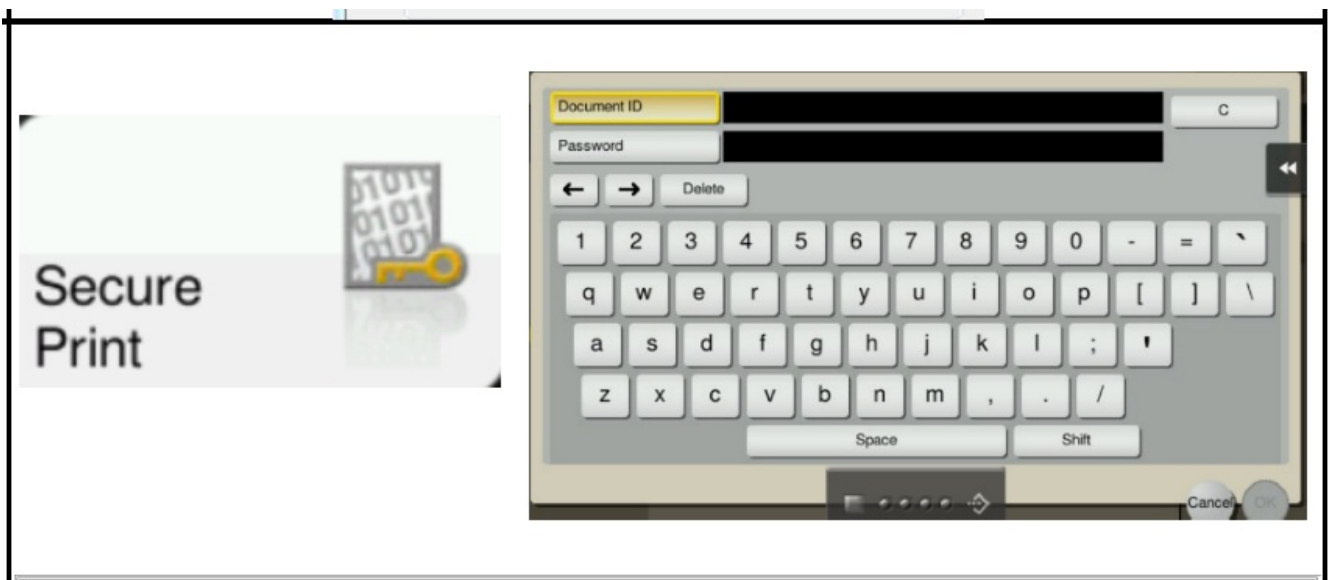 Secure
Print
Document ID
C
Password
← → Delete
1 2 3 4 5 6 7 8 9 0 - = `
q w e r t y u i o p [ ] \
a s d f g h j k l ; '
z x c v b n m , . /
Space Shift
Cancel OK